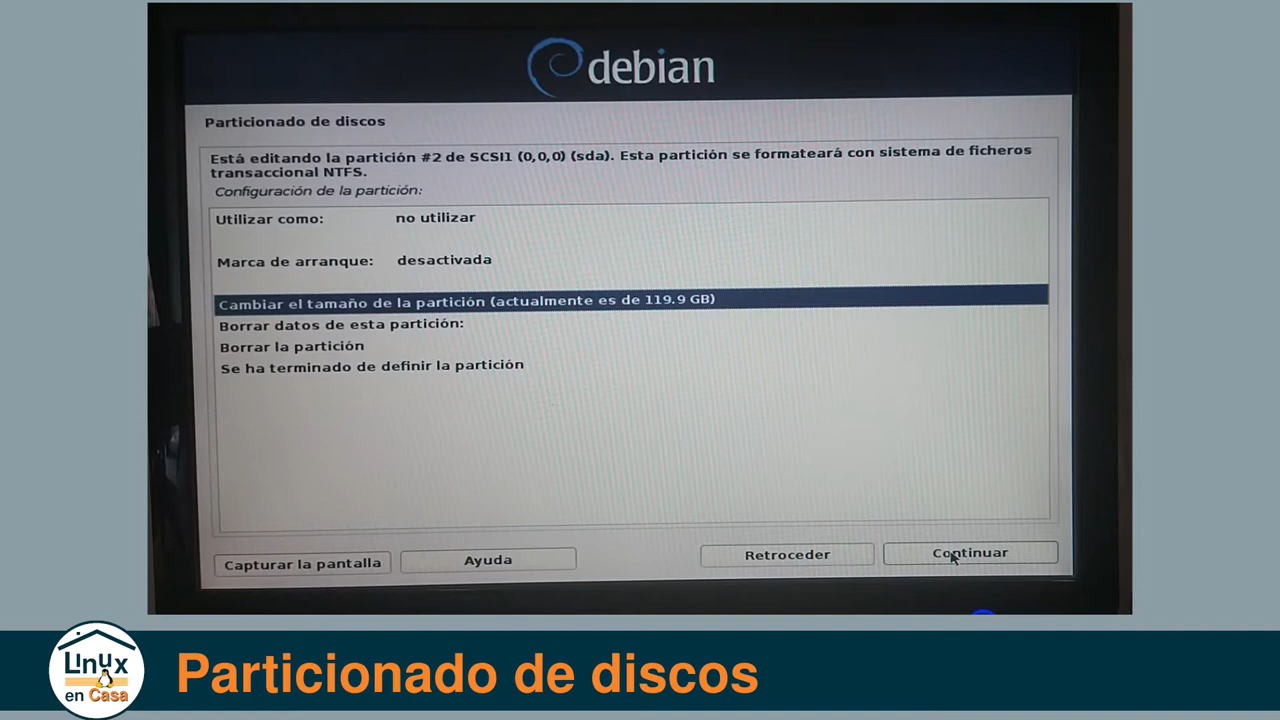 debian
Particionado de discos
Está editando la partición #2 de SCSI1 (0,0,0) (sda). Esta partición se formateará con sistema de ficheros
transaccional NTFS.
Configuración de la partición:
Utilizar como: no utilizar
Marca de arranque: desactivada
Cambiar el tamaño de la partición (actualmente es de 119.9 GB)
Borrar datos de esta partición:
Borrar la partición
Se ha terminado de definir la partición
Capturar la pantalla Ayuda Retroceder Continuar
Linux
en Casa
Particionado de discos